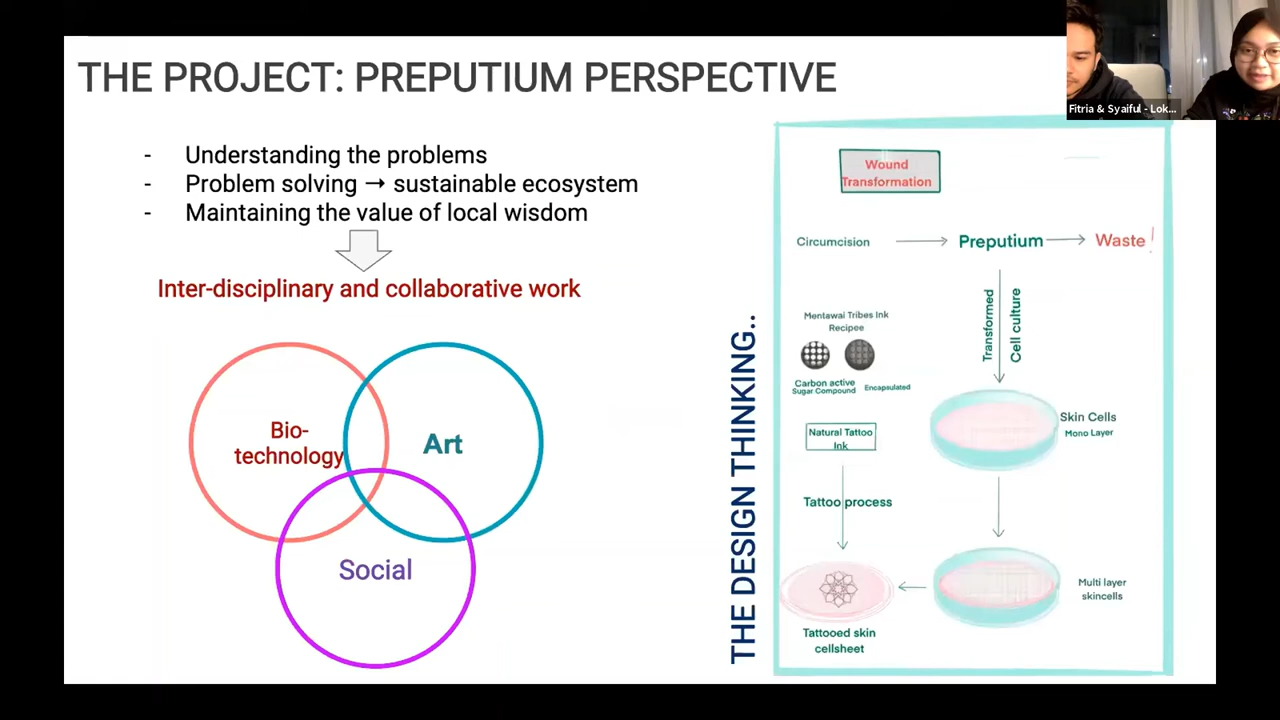 THE PROJECT: PREPUTIUM PERSPECTIVE
Fitria & Syaiful - Lok...
- Understanding the problems
- Problem solving → sustainable ecosystem
- Maintaining the value of local wisdom
Inter-disciplinary and collaborative work
Bio-
technology
Art
Social
THE DESIGN THINKING..
Wound
Transformation
Circumcision
Preputium
Waste
Transformed
Cell culture
Mentawai Tribes Ink
Recipee
Carbon active
Sugar Compound
Encapsulated
Skin Cells
Mono Layer
Natural Tattoo
Ink
Tattoo process
Multi layer
skincells
Tattooed skin
cellsheet